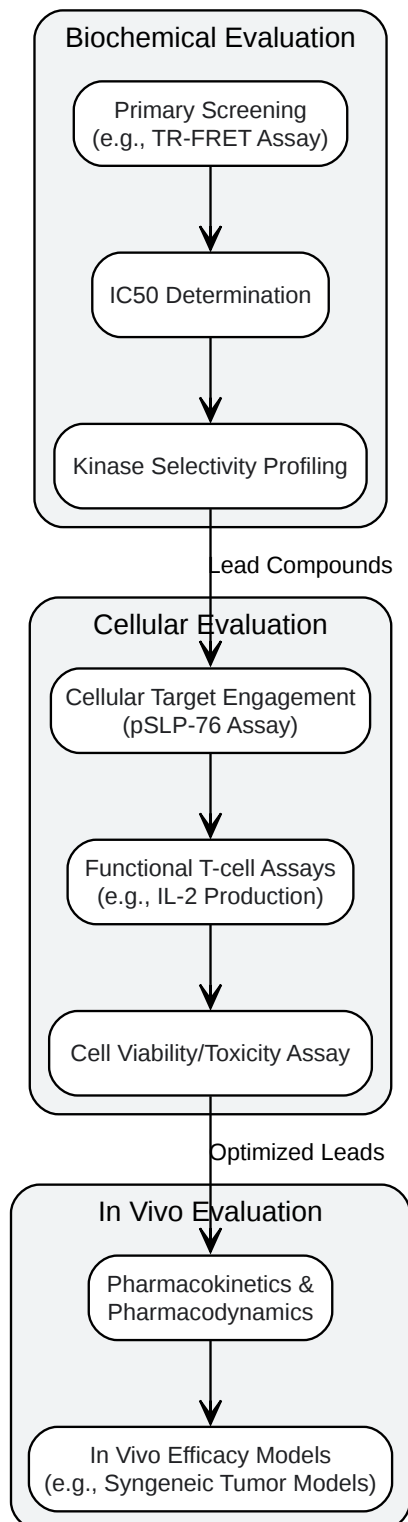 Biochemical Evaluation
Primary Screening
(e.g., TR-FRET Assay)
IC50 Determination
Kinase Selectivity Profiling
Lead Compounds
Cellular Evaluation
Cellular Target Engagement
(pSLP-76 Assay)
Functional T-cell Assays
(e.g., IL-2 Production)
Cell Viability/Toxicity Assay
Optimized Leads
In Vivo Evaluation
Pharmacokinetics &
Pharmacodynamics
In Vivo Efficacy Models
(e.g., Syngeneic Tumor Models)